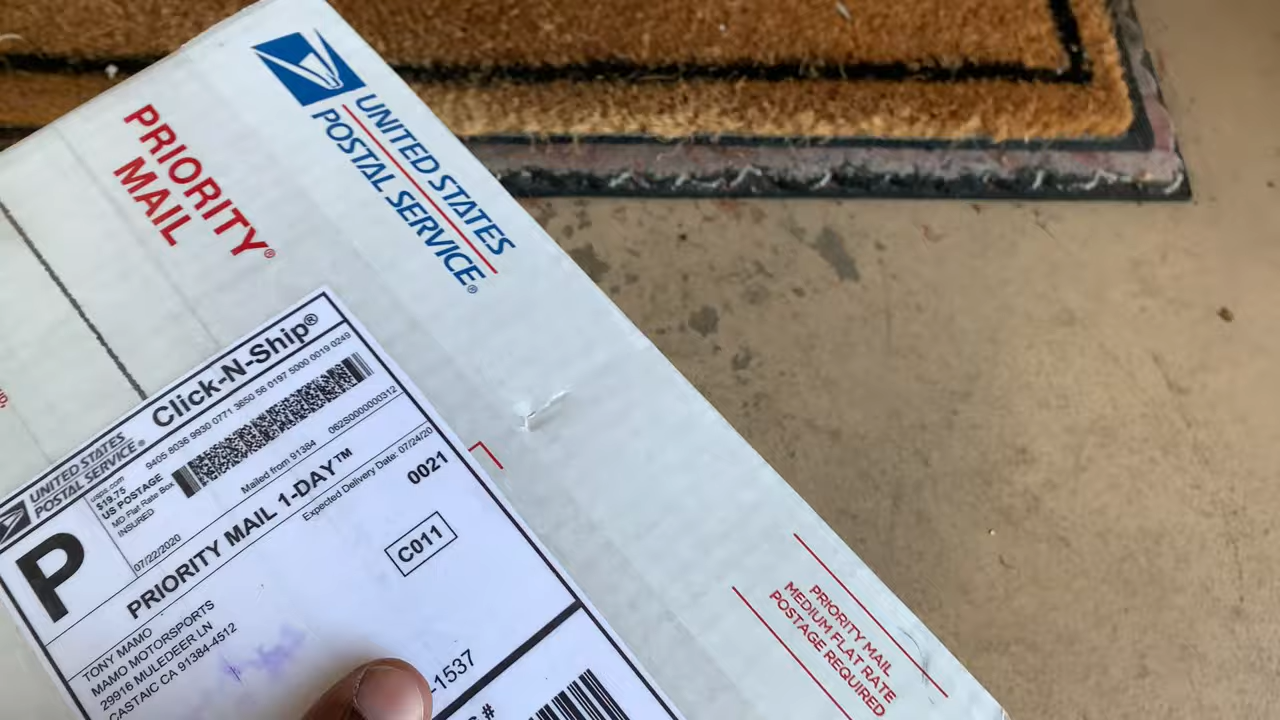 UNITED STATES
POSTAL SERVICE®
PRIORITY
MAIL®
UNITED STATES
POSTAL SERVICE®
Click-N-Ship®
P
usps.com
$19.75
US POSTAGE
MD Flat Rate Box
INSURED
9405 8036 9930 0771 3650 56 0197 5000 0019 0249
Mailed from 91384
062S0000000312
07/22/2020
PRIORITY MAIL 1-DAY™
Expected Delivery Date: 07/24/20
0021
C011
TONY MAMO
MAMO MOTORSPORTS
29916 MULEDEER LN
CASTAIC CA 91384-4512
-1537
PRIORITY MAIL
MEDIUM FLAT RATE
POSTAGE REQUIRED